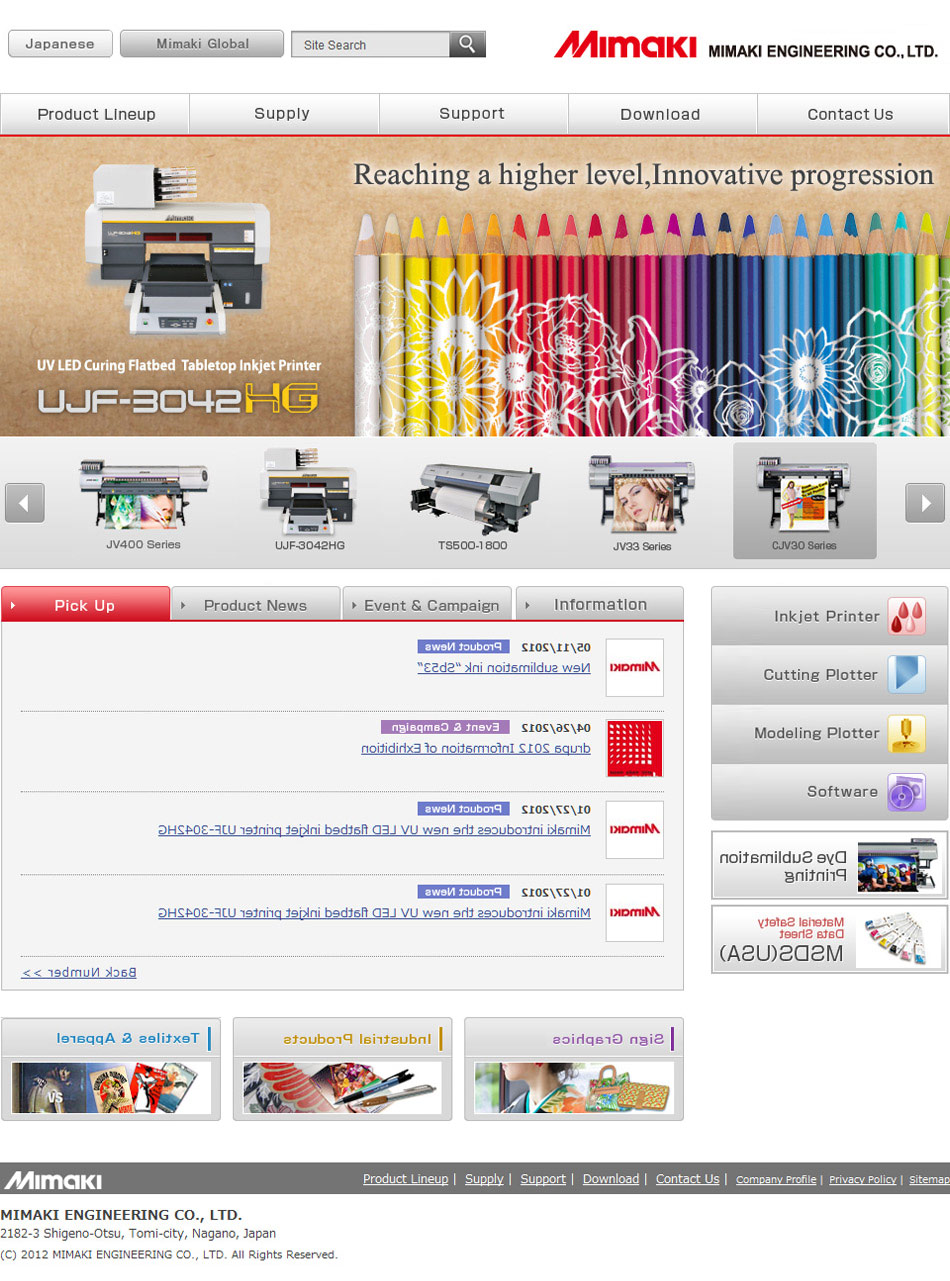 Japanese
Mimaki Global
Site Search
Mimaki MIMAKI ENGINEERING CO., LTD.
Product Lineup
Supply
Support
Download
Contact Us
Reaching a higher level,Innovative progression
Mimaki
UJF-3042HG
UV LED Curing Flatbed Tabletop Inkjet Printer
UJF-3042HG
JV400 Series
UJF-3042HG
TS500-1800
JV33 Series
CJV30 Series
Pick Up
Product News
Event & Campaign
Information
05/11/2012 Product News
New sublimation ink “Sb53”
Mimaki
04/26/2012 Event & Campaign
drupa 2012 Information of Exhibition
01/27/2012 Product News
Mimaki introduces the new UV LED flatbed inkjet printer UJF-3042HG
Mimaki
01/27/2012 Product News
Mimaki introduces the new UV LED flatbed inkjet printer UJF-3042HG
Mimaki
Back Number >>
Inkjet Printer
Cutting Plotter
Modeling Plotter
Software
Dye Sublimation
Printing
Material Safety
Data Sheet
MSDS(USA)
Textiles & Apparel
VS
Industrial Products
Sign Graphics
Mimaki
Product Lineup | Supply | Support | Download | Contact Us | Company Profile | Privacy Policy | Sitemap
MIMAKI ENGINEERING CO., LTD.
2182-3 Shigeno-Otsu, Tomi-city, Nagano, Japan
(C) 2012 MIMAKI ENGINEERING CO., LTD. All Rights Reserved.